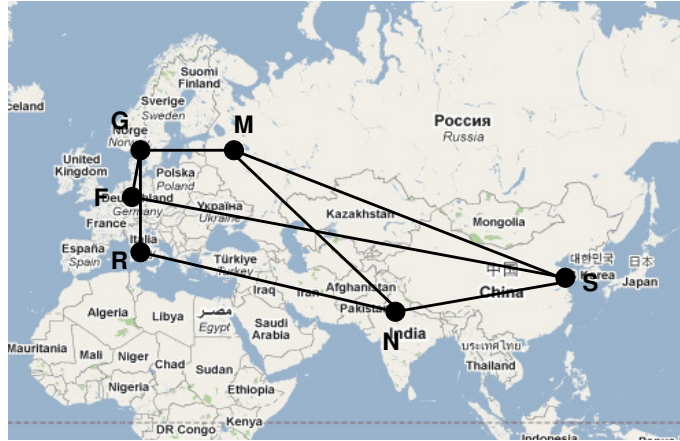 Suomi
Finland
eland
Sverige
Sweden
G
M
Norge
Россия
Russia
United
Kingdom
Polska
Poland
F
Germany
Україна
Ukraine
France
Kazakhstan
Mongolia
R
Italia
España
Spain
Türkiye
Turkey
中国
China
대한민국
S
Korea
日本
Japan
Iraq
Iran
Afghanistan
Pakistan
Algeria
Libya
مصر
Egypt
Saudi
Arabia
India
N
Mauritania
Mali
Niger
Chad
Sudan
ประเทศไทย
Thailand
Nigeria
Ethiopia
Kenya
DR Congo
Indonesia